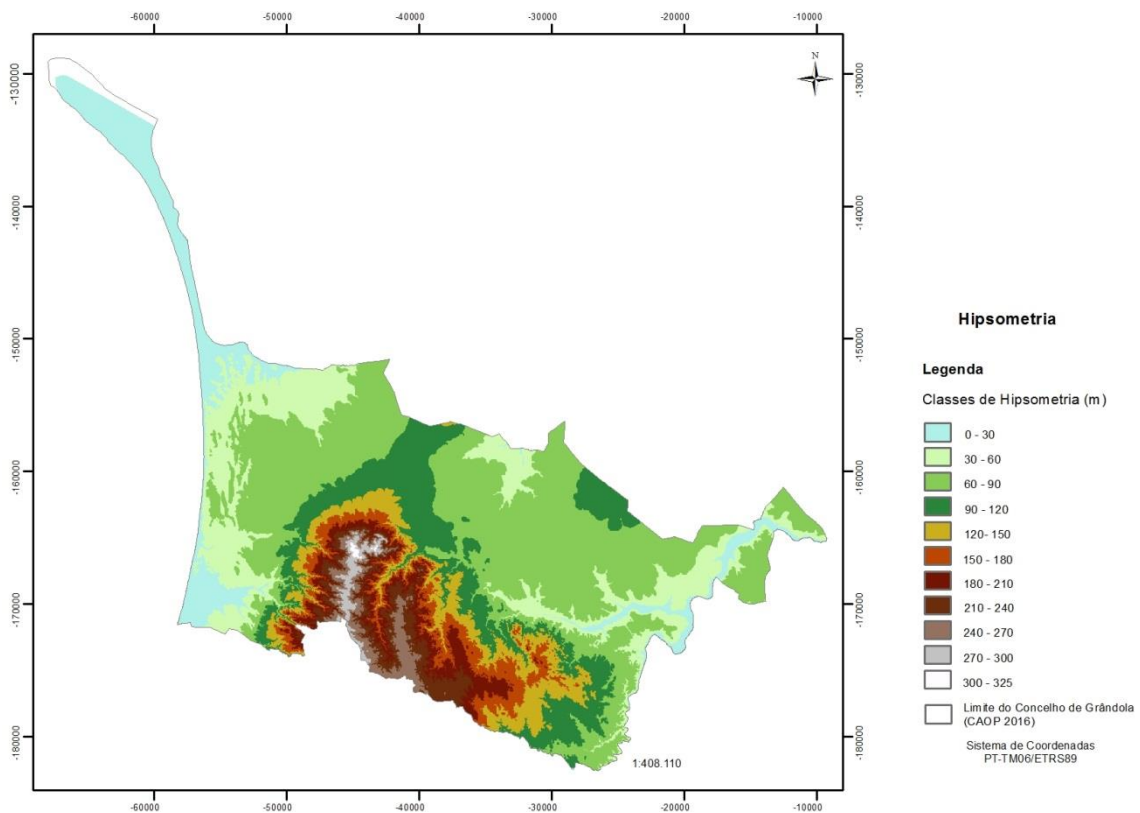 -60000 -50000 -40000 -30000 -20000 -10000
-130000 -130000
-140000 -140000
-150000 -150000
-160000 -160000
-170000 -170000
-180000 -180000
-60000 -50000 -40000 -30000 -20000 -10000
N
1:408.110
Hipsometria
Legenda
Classes de Hipsometria (m)
0 - 30
30 - 60
60 - 90
90 - 120
120- 150
150 - 180
180 - 210
210 - 240
240 - 270
270 - 300
300 - 325
Limite do Concelho de Grândola
(CAOP 2016)
Sistema de Coordenadas
PT-TM06/ETRS89